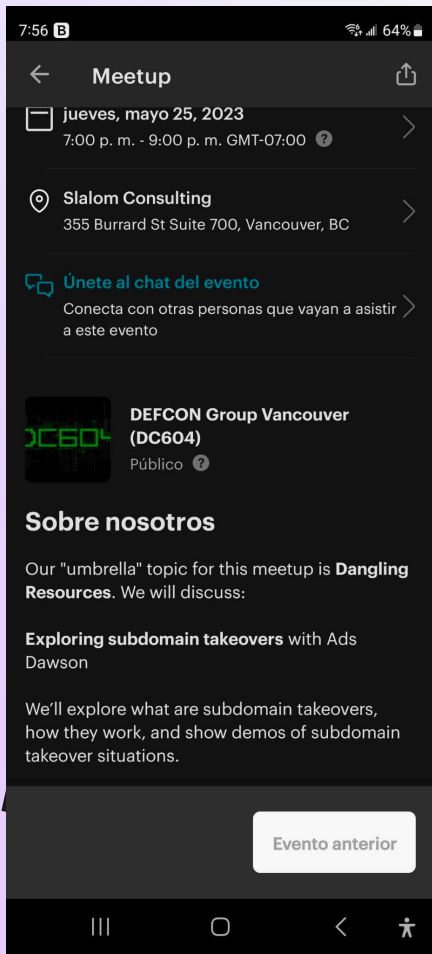 7:56 B 64%
Meetup
jueves, mayo 25, 2023
7:00 p. m. - 9:00 p. m. GMT-07:00 ?
Slalom Consulting
355 Burrard St Suite 700, Vancouver, BC
Únete al chat del evento
Conecta con otras personas que vayan a asistir
a este evento
DC604
DEFCON Group Vancouver
(DC604)
Público ?
Sobre nosotros
Our "umbrella" topic for this meetup is Dangling
Resources. We will discuss:
Exploring subdomain takeovers with Ads
Dawson
We’ll explore what are subdomain takeovers,
how they work, and show demos of subdomain
takeover situations.
Evento anterior